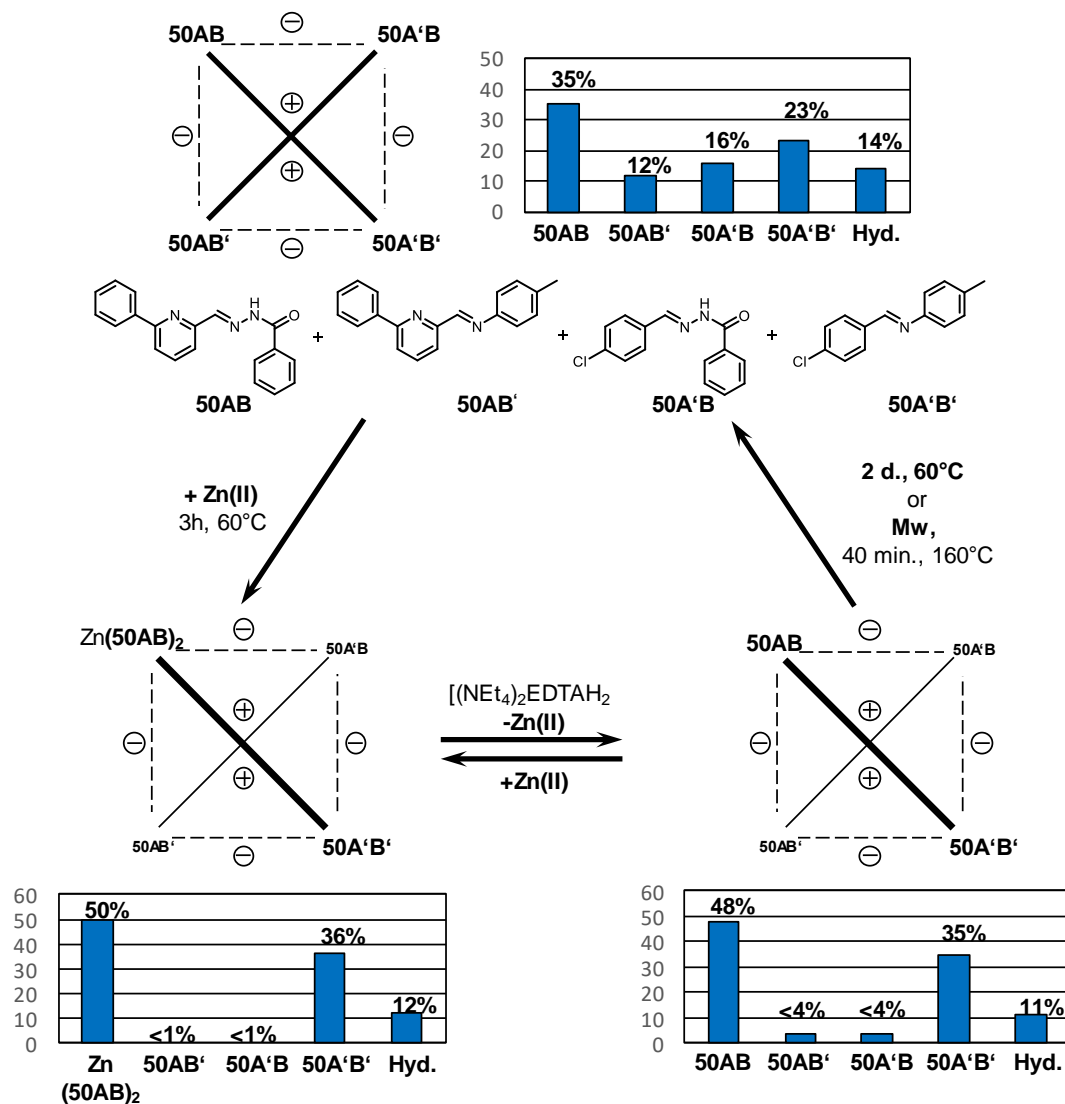 50AB
50A‘B
50AB‘
50A‘B‘
50
40
30
20
10
0
35%
12%
16%
23%
14%
50AB
50AB‘
50A‘B
50A‘B‘
Hyd.
N
N
H
N
O
+
N
N
+
Cl
N
H
N
O
+
Cl
N
50AB
50AB‘
50A‘B
50A‘B‘
+ Zn(II)
3h, 60°C
2 d., 60°C
or
Mw,
40 min., 160°C
Zn(50AB)₂
50A‘B
50AB‘
50A‘B‘
[(NEt₄)₂EDTAH₂
-Zn(II)
+Zn(II)
50AB
50A‘B
50AB‘
50A‘B‘
60
50
40
30
20
10
0
50%
<1%
<1%
36%
12%
Zn
(50AB)₂
50AB‘
50A‘B
50A‘B‘
Hyd.
60
50
40
30
20
10
0
48%
<4%
<4%
35%
11%
50AB
50AB‘
50A‘B
50A‘B‘
Hyd.